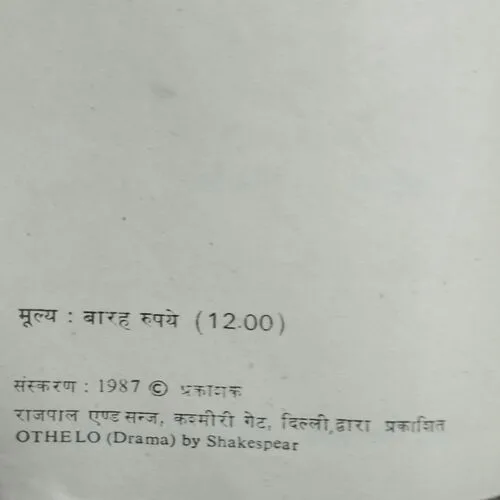 मूल्य : बारह रुपये (12.00)
संस्करण : 1987 © प्रकाशक
राजपाल एण्ड सन्ज, कश्मीरी गेट, दिल्ली,द्वारा प्रकाशित
OTHELO (Drama) by Shakespear